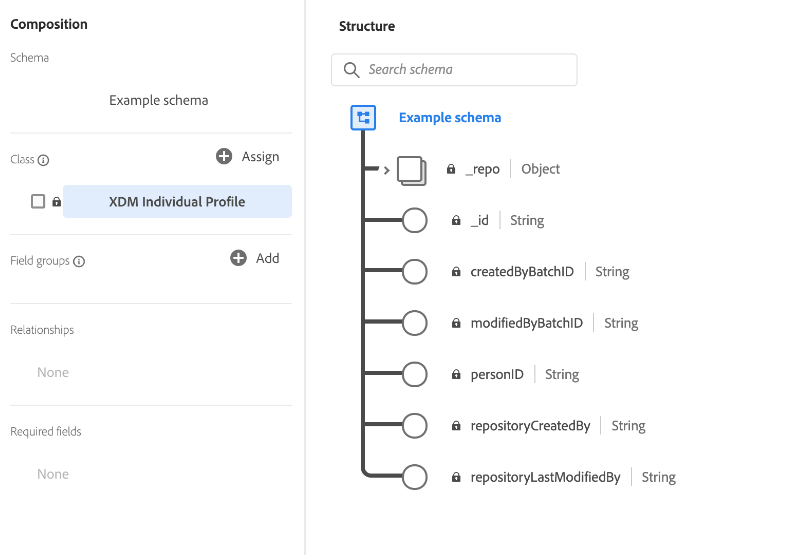 Composition
Schema
Example schema
Class
Assign
XDM Individual Profile
Field groups
Add
Relationships
None
Required fields
None
Structure
Search schema
Example schema
_repo Object
_id String
createdByBatchID String
modifiedByBatchID String
personID String
repositoryCreatedBy String
repositoryLastModifiedBy String